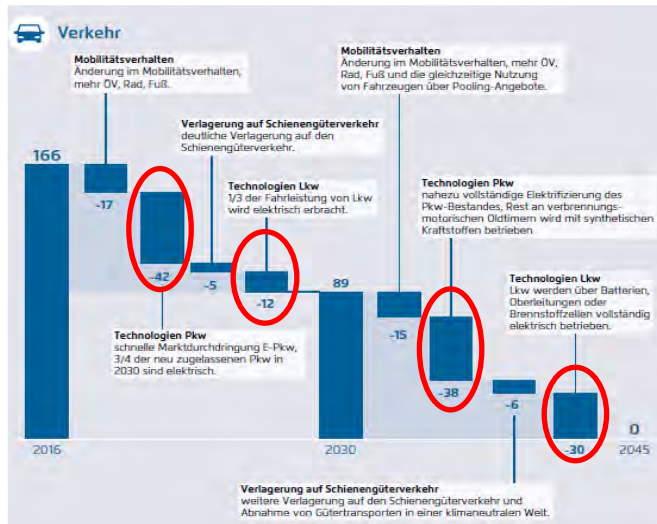 Verkehr
Mobilitätsverhalten
Änderung im Mobilitätsverhalten,
mehr ÖV, Rad, Fuß.
Mobilitätsverhalten
Änderung im Mobilitätsverhalten, mehr ÖV,
Rad, Fuß und die gleichzeitige Nutzung
von Fahrzeugen über Pooling-Angebote.
Verlagerung auf Schienengüterverkehr
deutliche Verlagerung auf den
Schienengüterverkehr.
166
Technologien Lkw
1/3 der Fahrleistung von Lkw
wird elektrisch erbracht.
Technologien Pkw
nahezu vollständige Elektrifizierung des
Pkw-Bestandes, Rest an verbrennungs-
motorischen Oldtimern wird mit synthetischen
Kraftstoffen betrieben
-17
-42
-5
-12
89
Technologien Lkw
Lkw werden über Batterien,
Oberleitungen oder
Brennstoffzellen vollständig
elektrisch betrieben.
-15
Technologien Pkw
schnelle Marktdurchdringung E-Pkw,
3/4 der neu zugelassenen Pkw in
2030 sind elektrisch.
-38
-6
-30
0
2016
2030
2045
Verlagerung auf Schienengüterverkehr
weitere Verlagerung auf den Schienengüterverkehr und
Abnahme von Gütertransporten in einer klimaneutralen Welt.